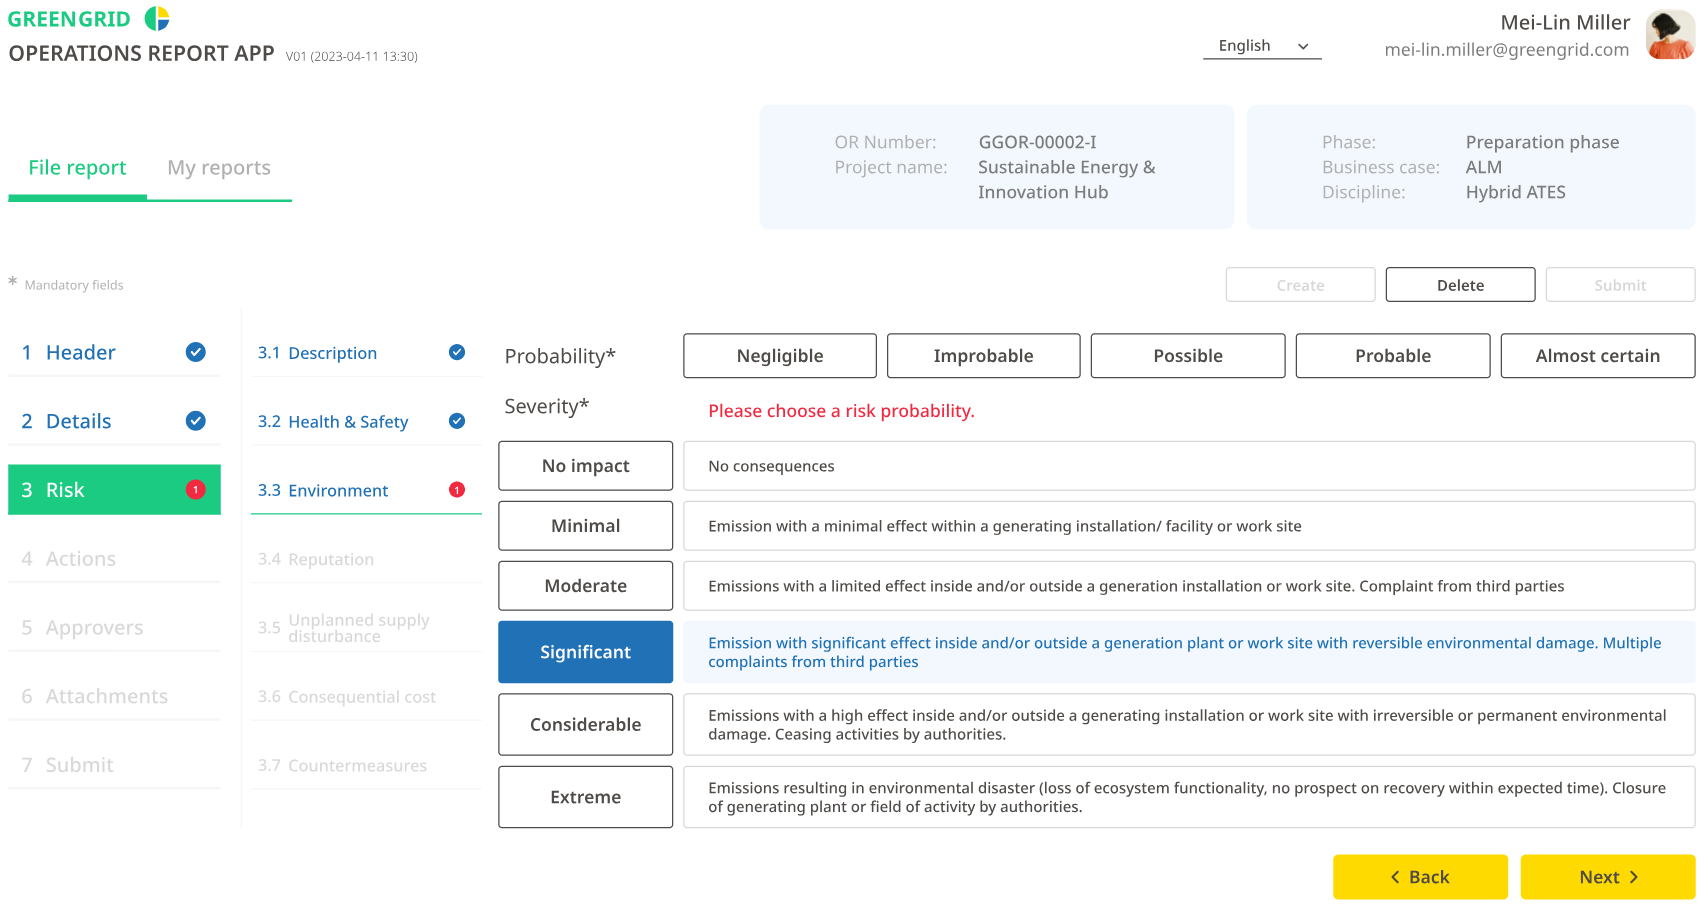 GREENGRID
OPERATIONS REPORT APP V01 (2023-04-11 13:30)
English
Mei-Lin Miller
mei-lin.miller@greengrid.com
File report My reports
OR Number: GGOR-00002-I
Project name: Sustainable Energy &
Innovation Hub
Phase: Preparation phase
Business case: ALM
Discipline: Hybrid ATES
* Mandatory fields
Create Delete Submit
1 Header
2 Details
3 Risk 1
4 Actions
5 Approvers
6 Attachments
7 Submit
3.1 Description
3.2 Health & Safety
3.3 Environment 1
3.4 Reputation
3.5 Unplanned supply
disturbance
3.6 Consequential cost
3.7 Countermeasures
Probability* Negligible Improbable Possible Probable Almost certain
Severity* Please choose a risk probability.
No impact No consequences
Minimal Emission with a minimal effect within a generating installation/ facility or work site
Moderate Emissions with a limited effect inside and/or outside a generation installation or work site. Complaint from third parties
Significant Emission with significant effect inside and/or outside a generation plant or work site with reversible environmental damage. Multiple
complaints from third parties
Considerable Emissions with a high effect inside and/or outside a generating installation or work site with irreversible or permanent environmental
damage. Ceasing activities by authorities.
Extreme Emissions resulting in environmental disaster (loss of ecosystem functionality, no prospect on recovery within expected time). Closure
of generating plant or field of activity by authorities.
Back Next